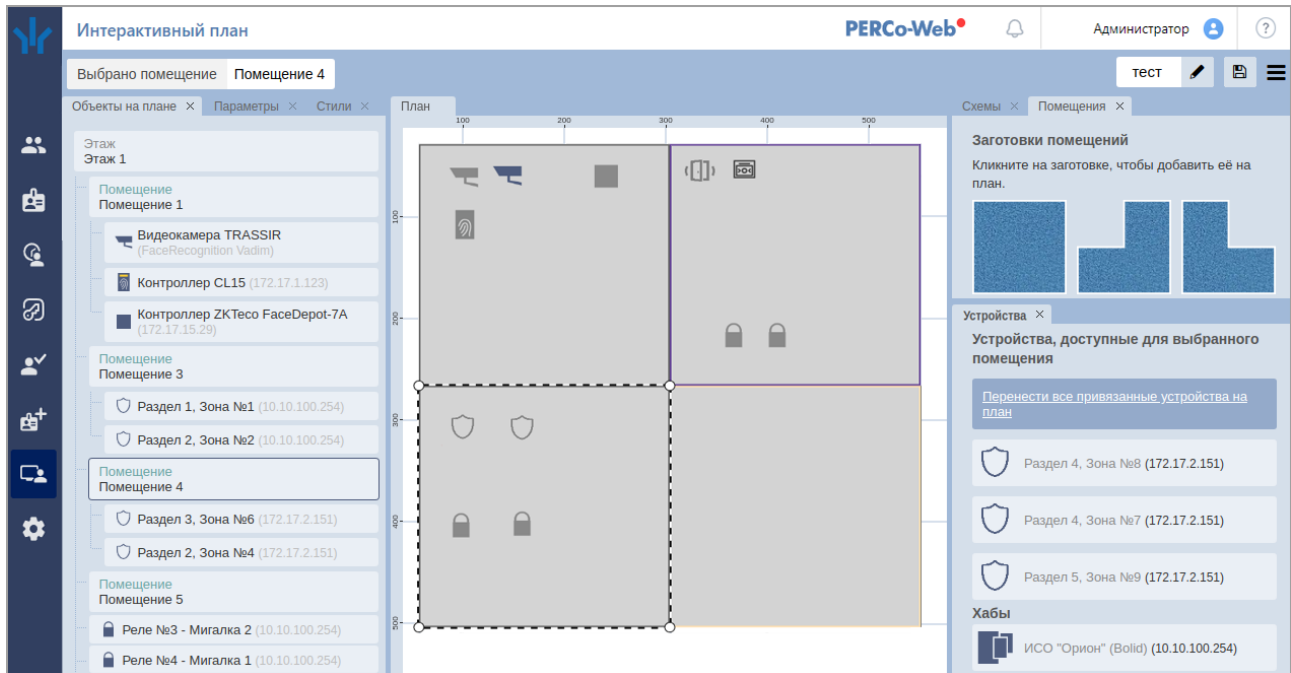 Интерактивный план
PERCo-Web
Администратор
?
Выбрано помещение Помещение 4
тест
Объекты на плане × Параметры × Стили ×
План
Схемы × Помещения ×
Этаж
Этаж 1
Помещение
Помещение 1
Видеокамера TRASSIR
(FaceRecognition Vadim)
Контроллер CL15 (172.17.1.123)
Контроллер ZKTeco FaceDepot-7A
(172.17.15.29)
Помещение
Помещение 3
Раздел 1, Зона №1 (10.10.100.254)
Раздел 2, Зона №2 (10.10.100.254)
Помещение
Помещение 4
Раздел 3, Зона №6 (172.17.2.151)
Раздел 2, Зона №4 (172.17.2.151)
Помещение
Помещение 5
Реле №3 - Мигалка 2 (10.10.100.254)
Реле №4 - Мигалка 1 (10.10.100.254)
100 200 300 400 500
100
200
300
400
500
Заготовки помещений
Кликните на заготовке, чтобы добавить её на
план.
Устройства ×
Устройства, доступные для выбранного
помещения
Перенести все привязанные устройства на
план
Раздел 4, Зона №8 (172.17.2.151)
Раздел 4, Зона №7 (172.17.2.151)
Раздел 5, Зона №9 (172.17.2.151)
Хабы
ИСО "Орион" (Bolid) (10.10.100.254)